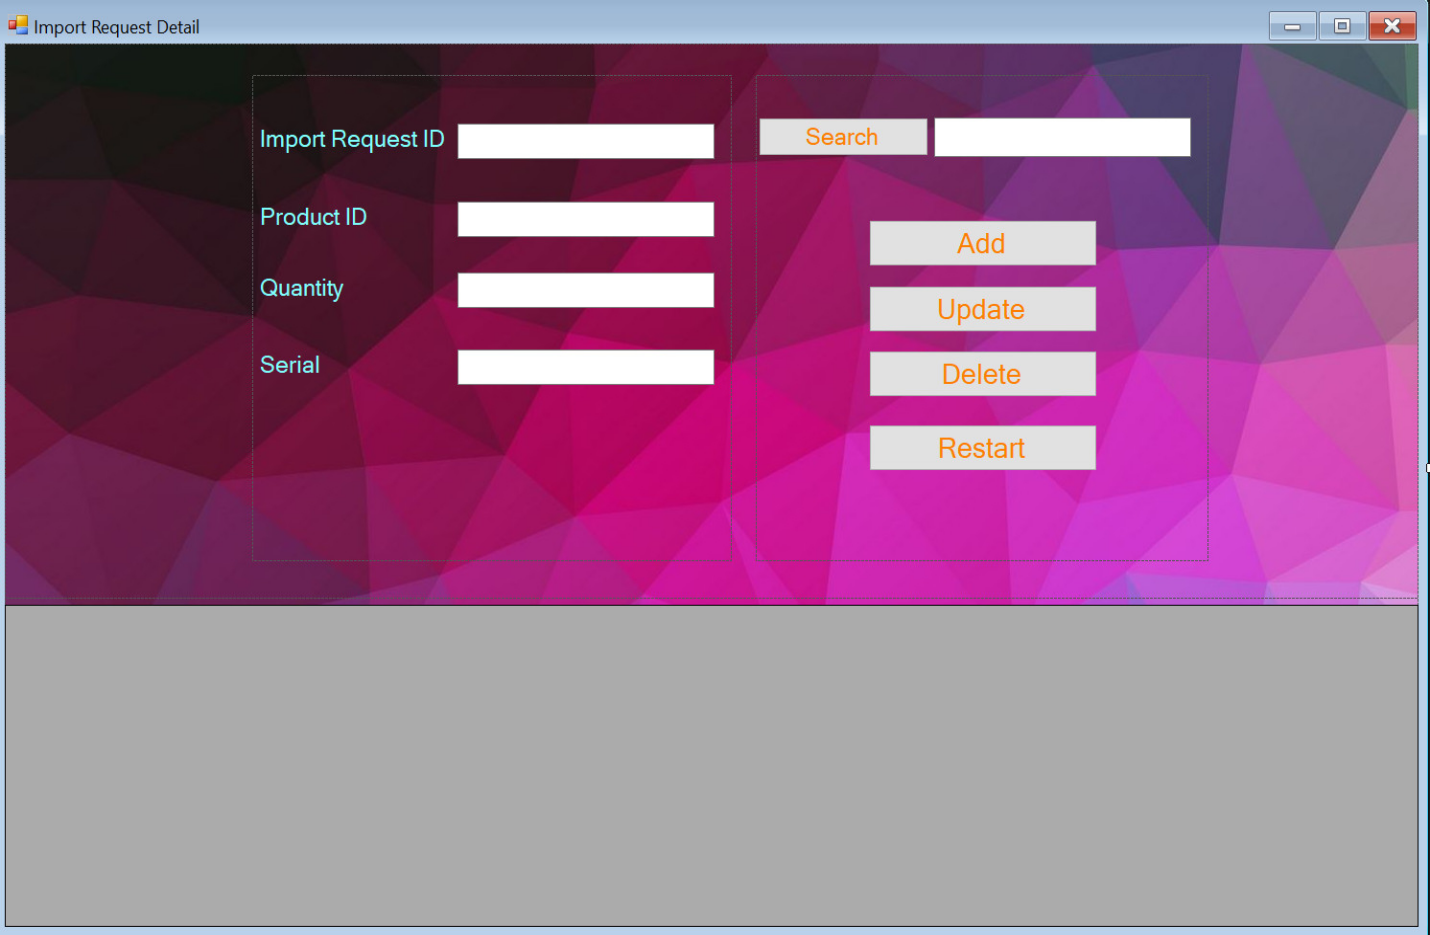 Import Request Detail
Import Request ID
Product ID
Quantity
Serial
Search
Add
Update
Delete
Restart